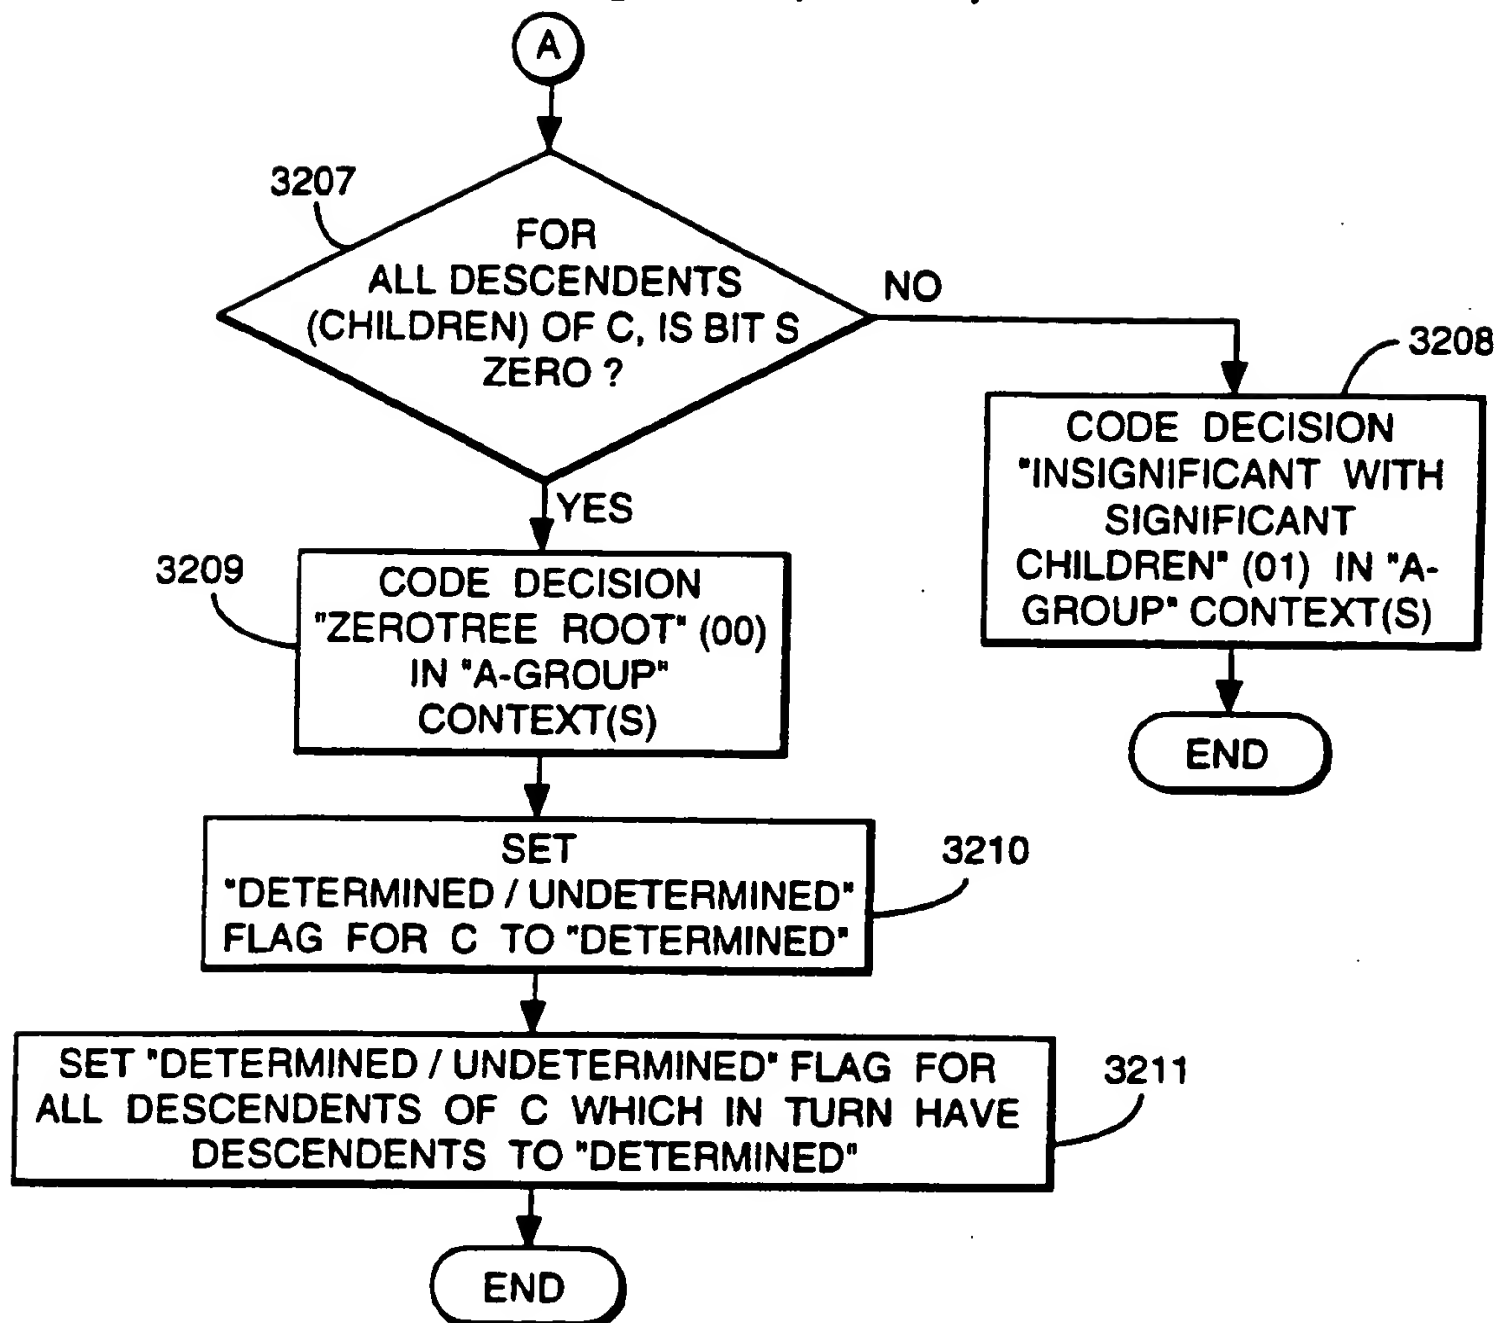 A
3207
FOR
ALL DESCENDENTS
(CHILDREN) OF C, IS BIT S
ZERO ?
NO
YES
3208
CODE DECISION
"INSIGNIFICANT WITH
SIGNIFICANT
CHILDREN" (01) IN "A-
GROUP" CONTEXT(S)
END
3209
CODE DECISION
"ZEROTREE ROOT" (00)
IN "A-GROUP"
CONTEXT(S)
SET
"DETERMINED / UNDETERMINED"
FLAG FOR C TO "DETERMINED"
3210
SET "DETERMINED / UNDETERMINED" FLAG FOR
ALL DESCENDENTS OF C WHICH IN TURN HAVE
DESCENDENTS TO "DETERMINED"
3211
END